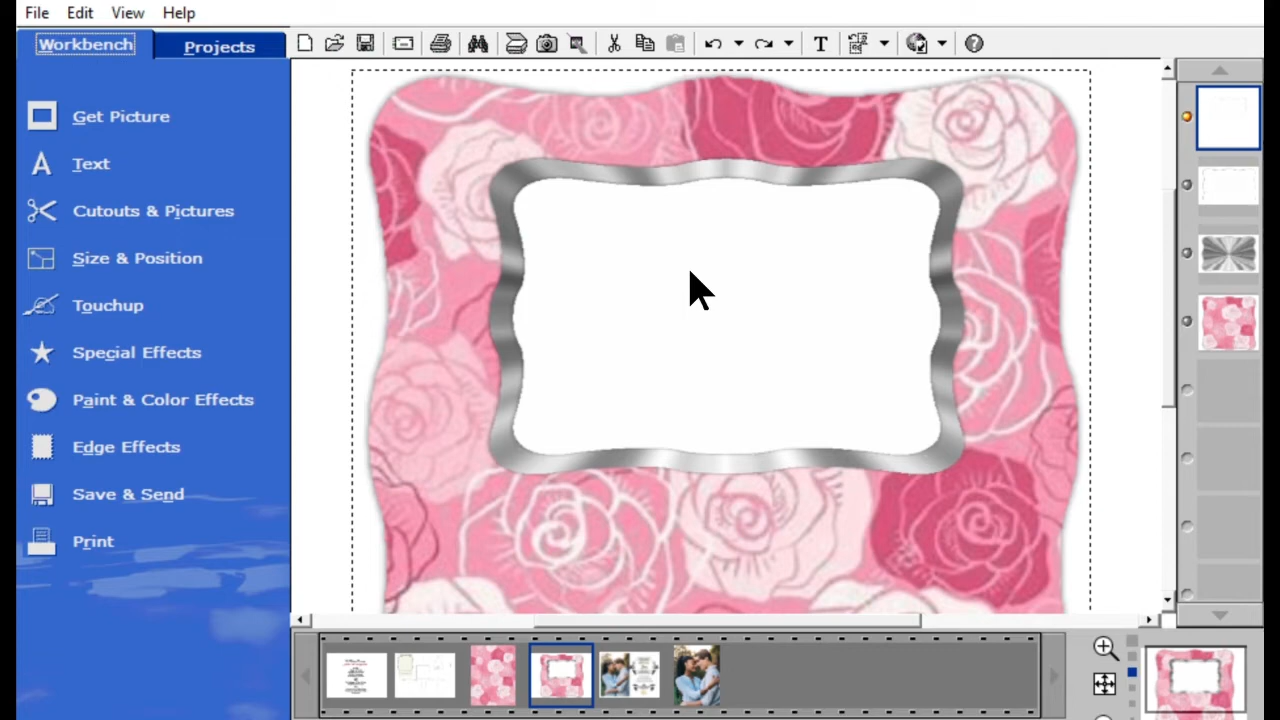 File Edit View Help
Workbench Projects
Get Picture
Text
Cutouts & Pictures
Size & Position
Touchup
Special Effects
Paint & Color Effects
Edge Effects
Save & Send
Print